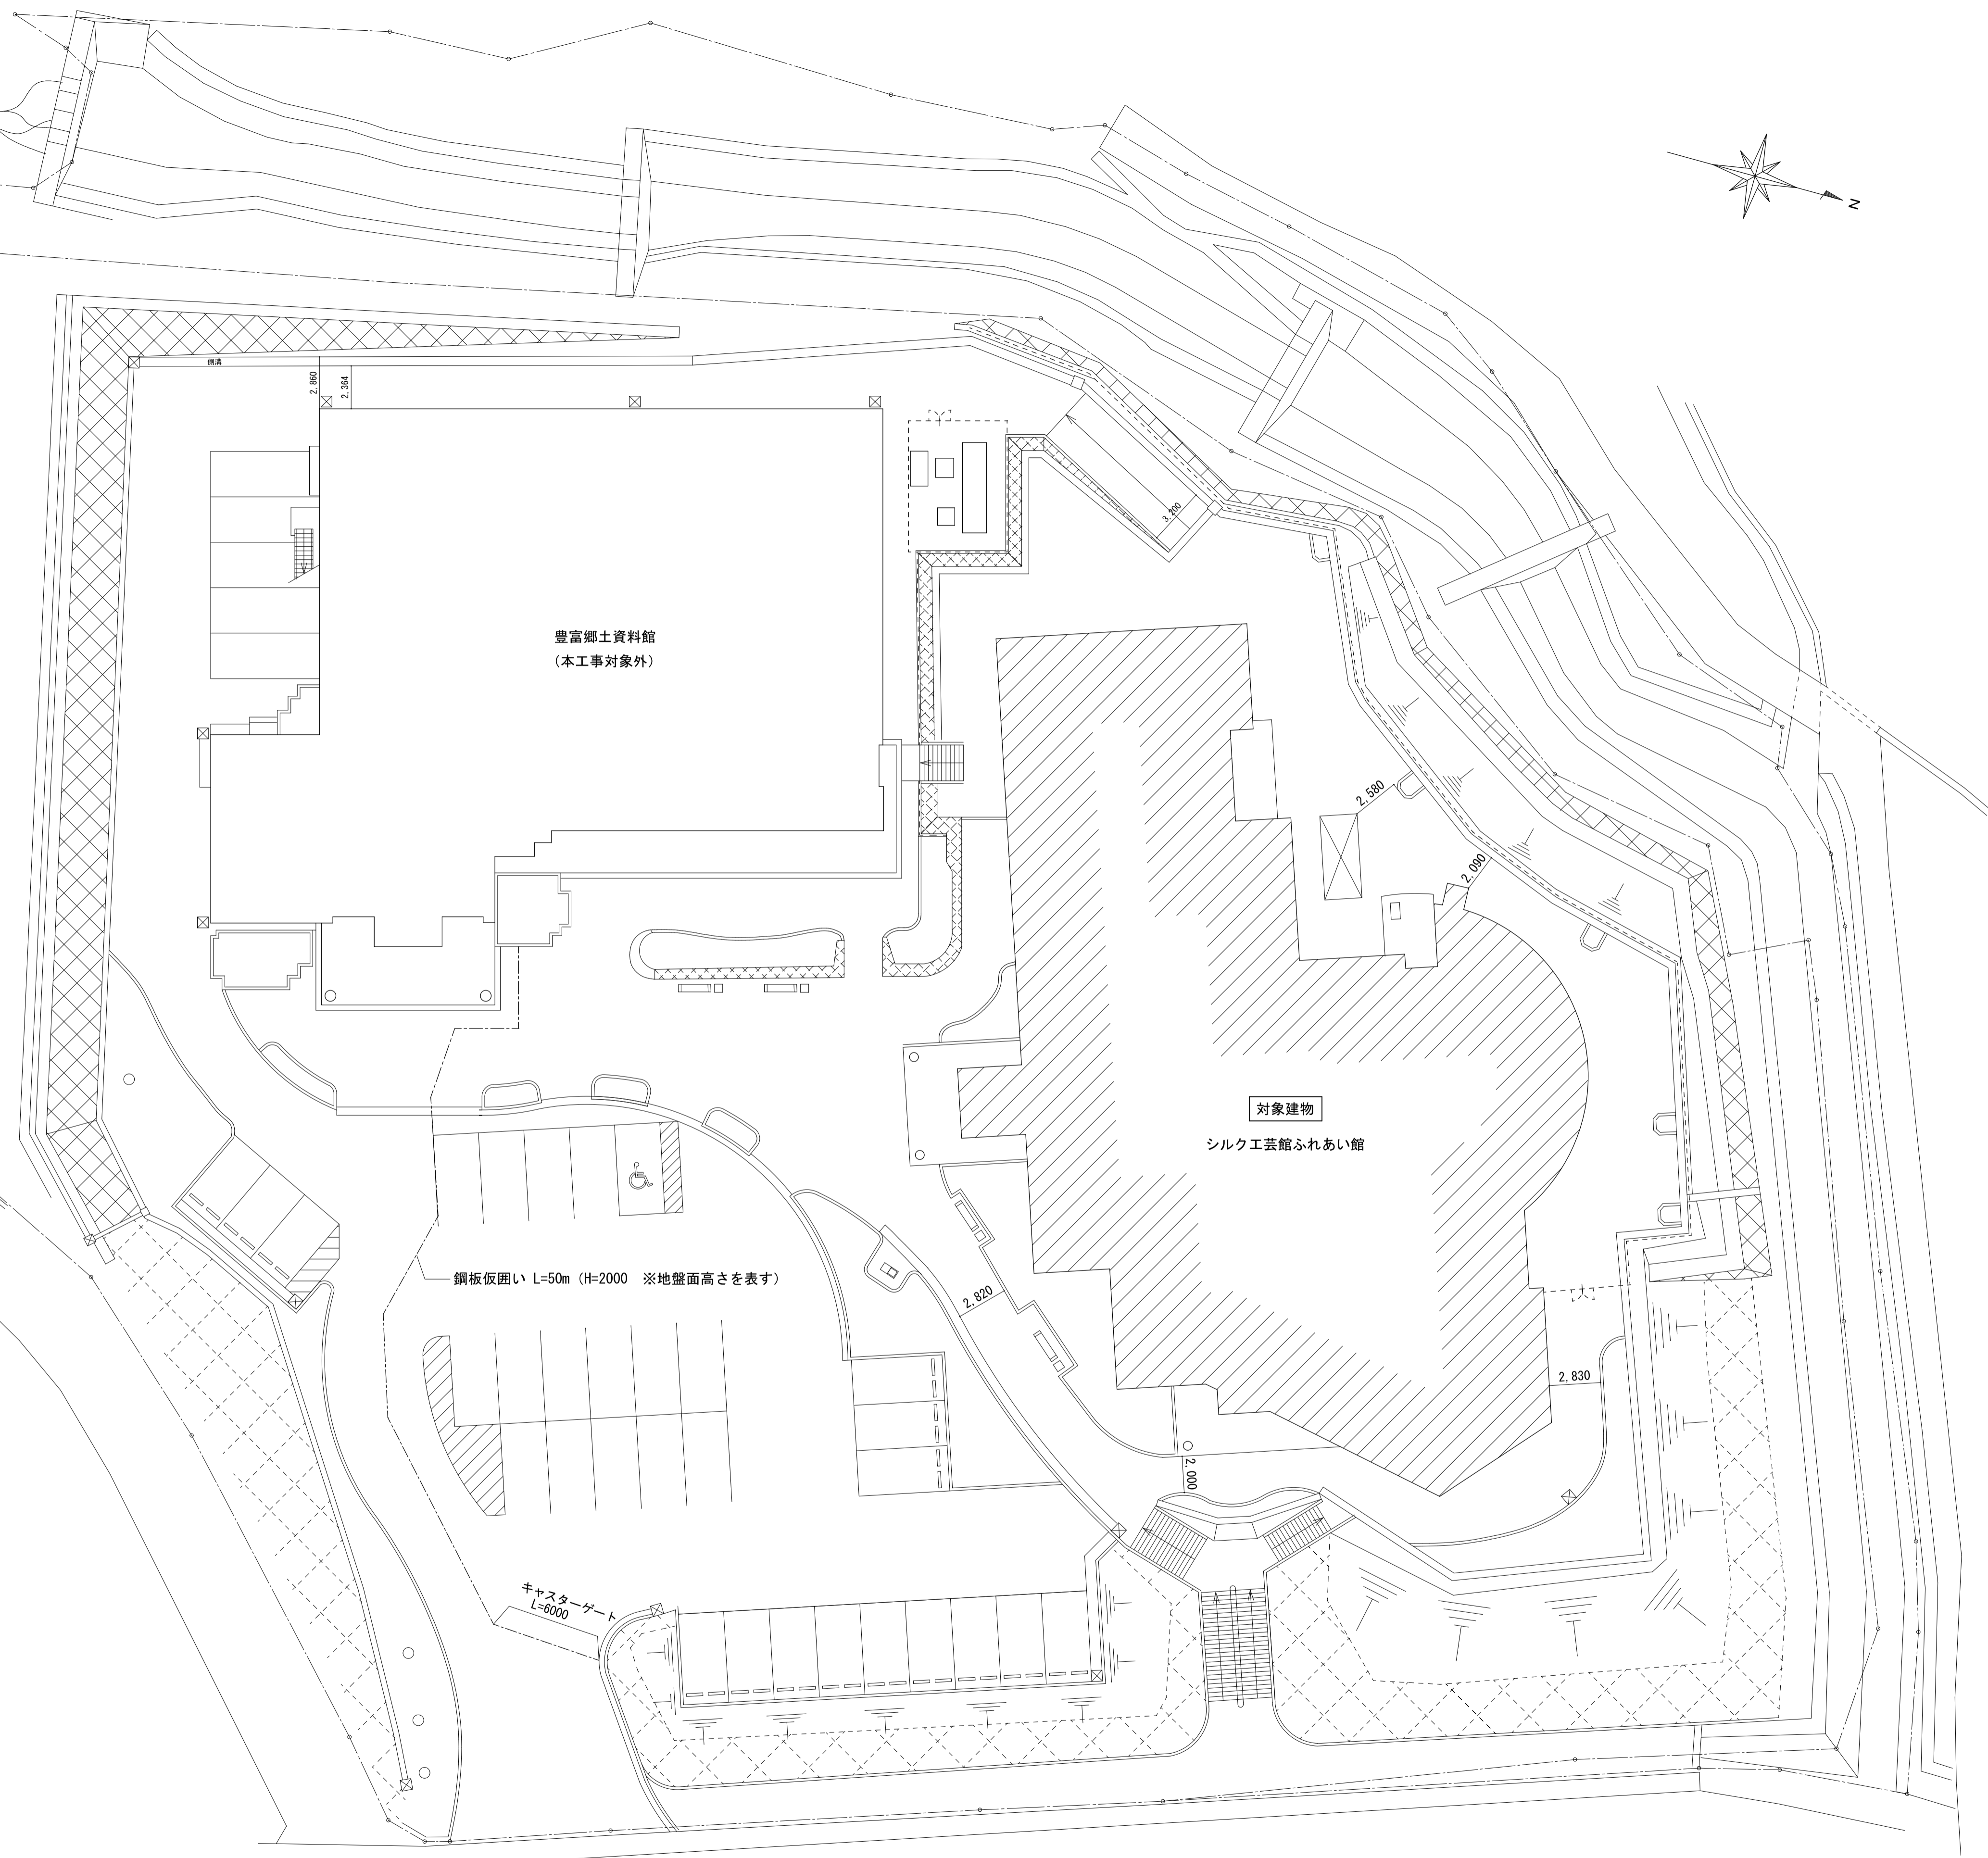 N
側溝
2.860
2.364
3.200
豊富郷土資料館
（本工事対象外）
2,580
2,090
対象建物
シルク工芸館ふれあい館
鋼板仮囲い L=50m（H=2000　※地盤面高さを表す）
2,820
2,830
2,000
キャスターゲート
L=6000